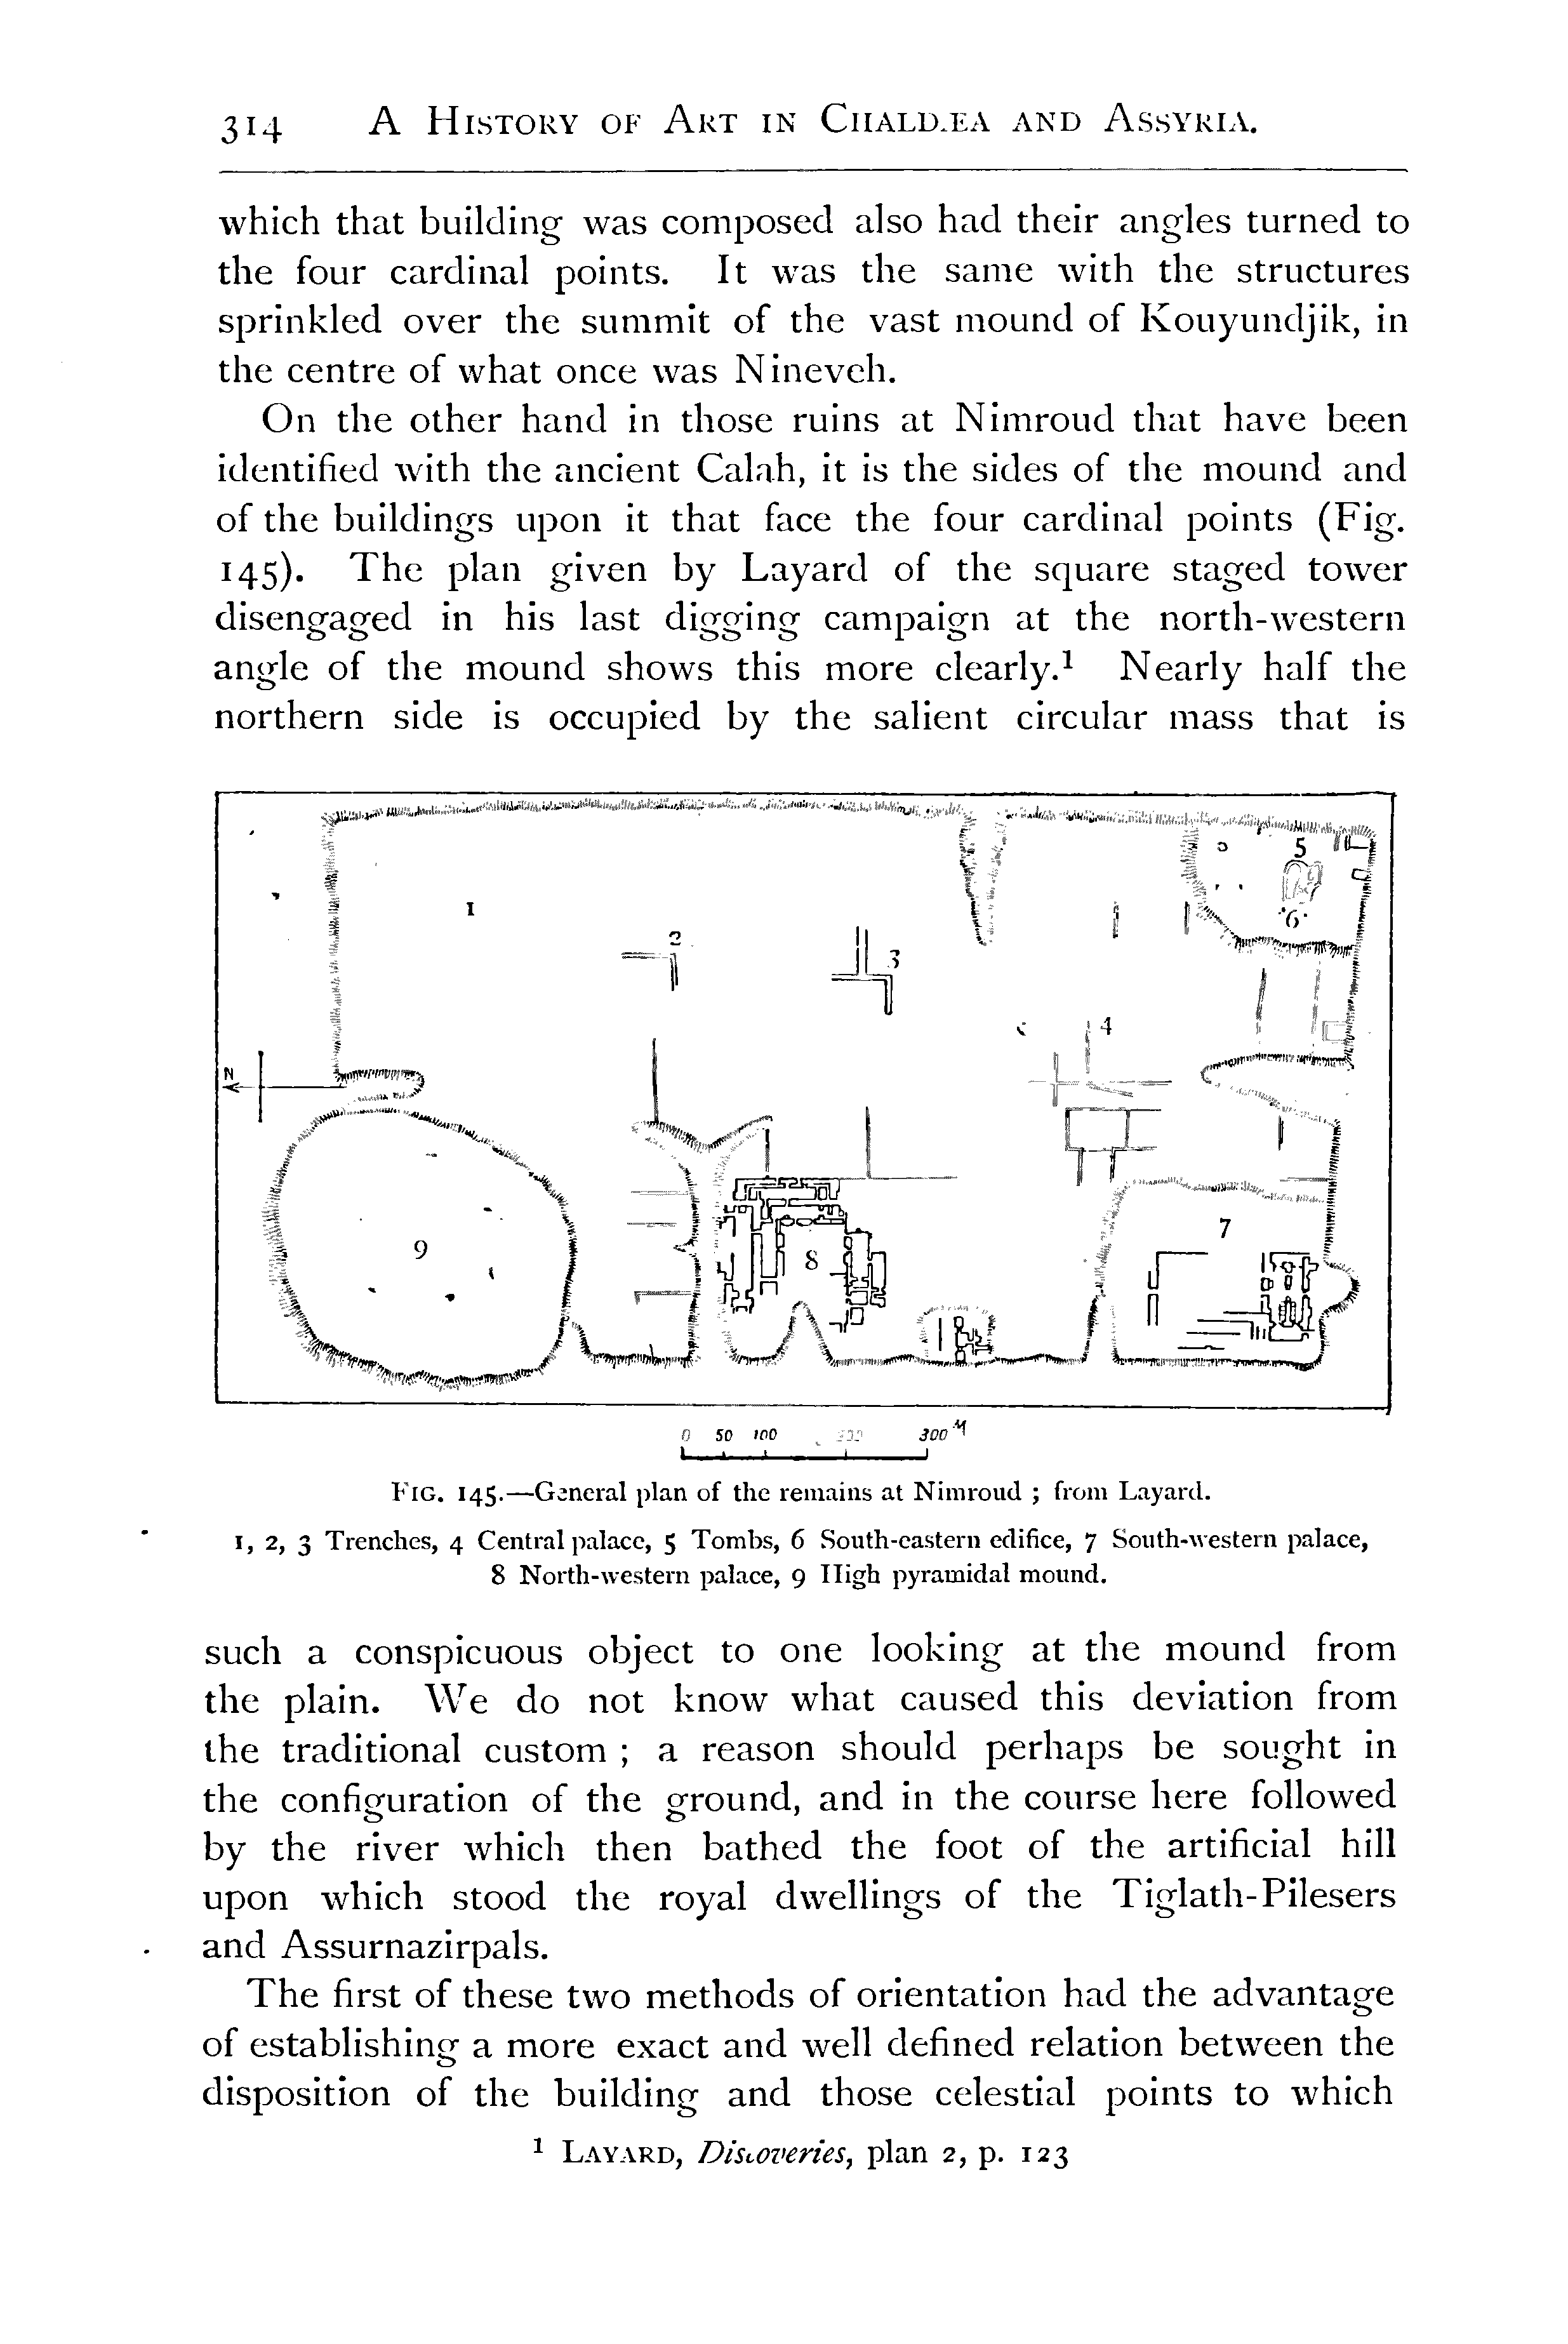 314 A History of Art in Chaldæa and Assyria.
which that building was composed also had their angles turned to
the four cardinal points. It was the same with the structures
sprinkled over the summit of the vast mound of Kouyundjik, in
the centre of what once was Nineveh.
On the other hand in those ruins at Nimroud that have been
identified with the ancient Calah, it is the sides of the mound and
of the buildings upon it that face the four cardinal points (Fig.
145). The plan given by Layard of the square staged tower
disengaged in his last digging campaign at the north-western
angle of the mound shows this more clearly.¹ Nearly half the
northern side is occupied by the salient circular mass that is
5
1
6
2
3
4
N
7
9
8
0 50 100 200 300 M
Fig. 145.—General plan of the remains at Nimroud ; from Layard.
1, 2, 3 Trenches, 4 Central palace, 5 Tombs, 6 South-eastern edifice, 7 South-western palace,
8 North-western palace, 9 High pyramidal mound.
such a conspicuous object to one looking at the mound from
the plain. We do not know what caused this deviation from
the traditional custom ; a reason should perhaps be sought in
the configuration of the ground, and in the course here followed
by the river which then bathed the foot of the artificial hill
upon which stood the royal dwellings of the Tiglath-Pilesers
and Assurnazirpals.
The first of these two methods of orientation had the advantage
of establishing a more exact and well defined relation between the
disposition of the building and those celestial points to which
¹ Layard, Discoveries, plan 2, p. 123